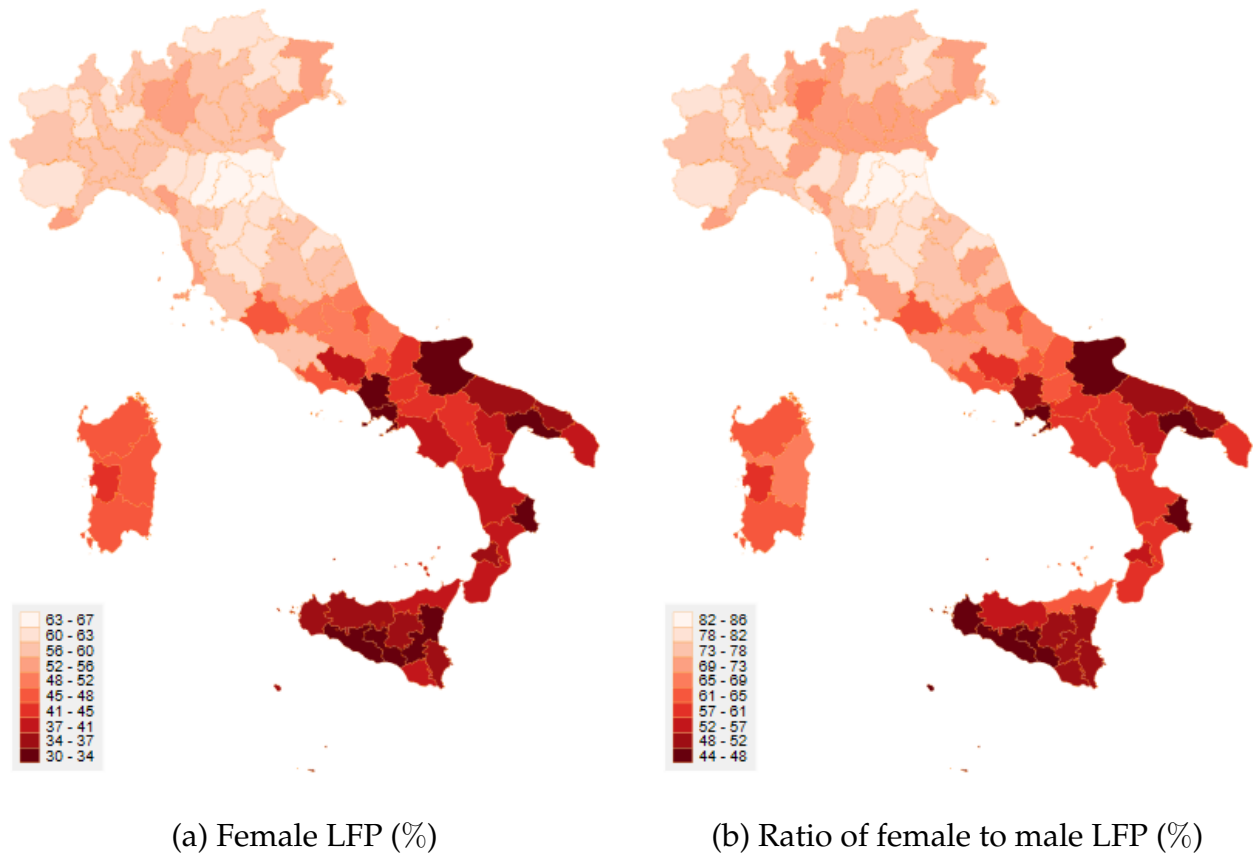 63 - 67
60 - 63
56 - 60
52 - 56
48 - 52
45 - 48
41 - 45
37 - 41
34 - 37
30 - 34
82 - 86
78 - 82
73 - 78
69 - 73
65 - 69
61 - 65
57 - 61
52 - 57
48 - 52
44 - 48
(a) Female LFP (%)
(b) Ratio of female to male LFP (%)